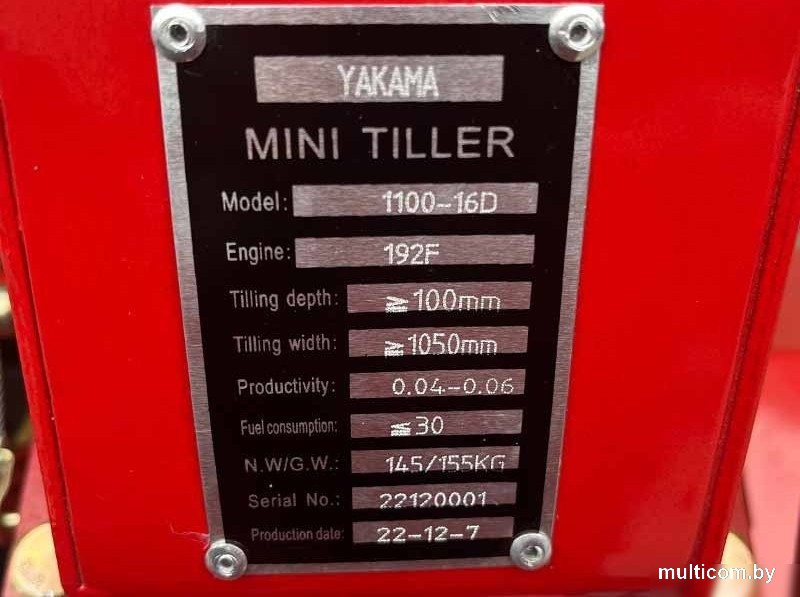 YAKAMA
MINI TILLER
Model: 1100-16D
Engine: 192F
Tilling depth: ≥100mm
Tilling width: ≥1050mm
Productivity: 0.04-0.06
Fuel consumption: ≤30
N.W/G.W.: 145/155KG
Serial No.: 22120001
Production date: 22-12-7
multicom.by